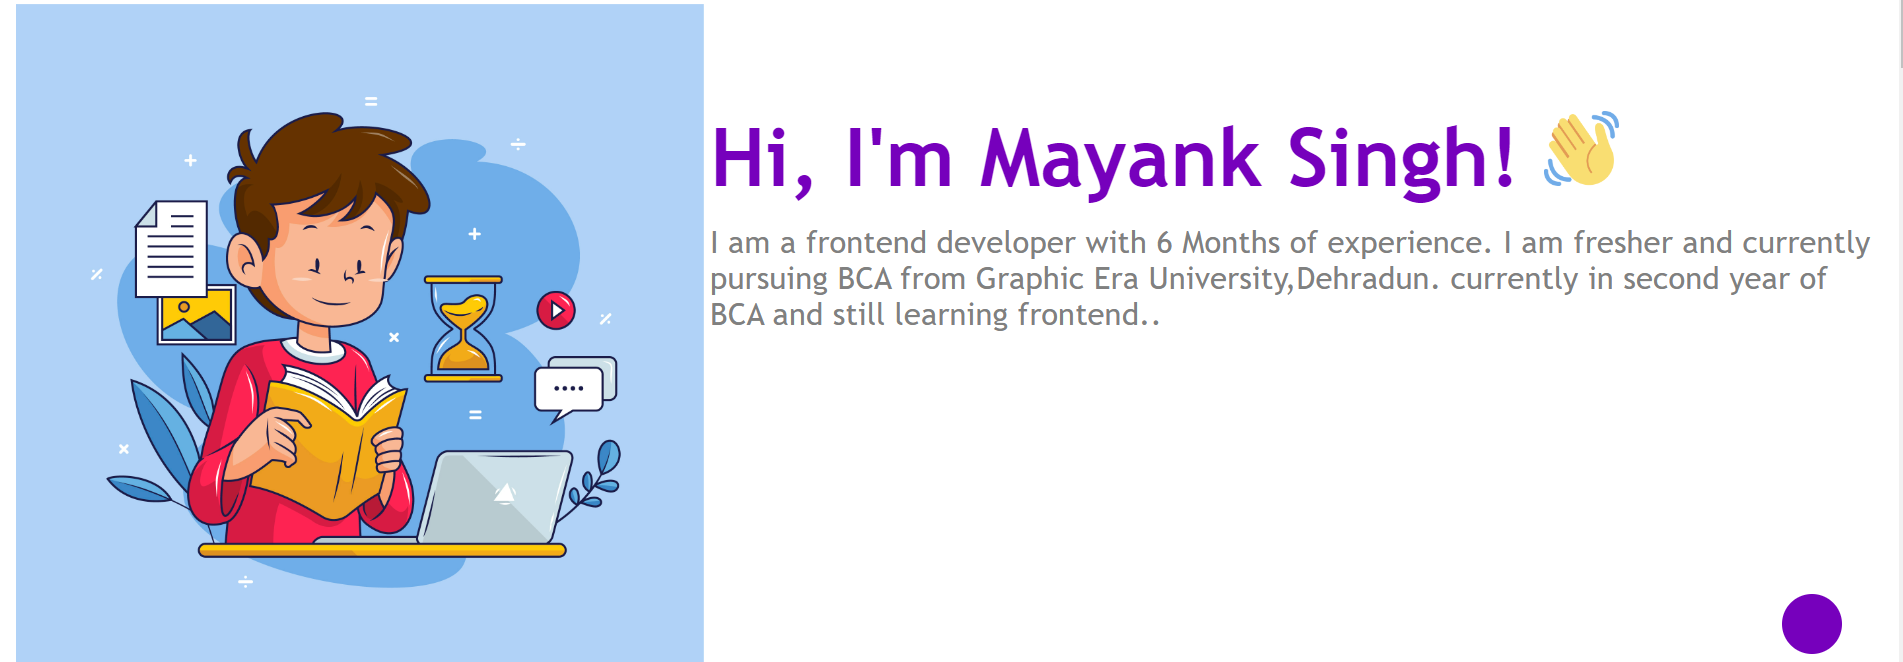 Hi, I'm Mayank Singh! 👋
I am a frontend developer with 6 Months of experience. I am fresher and currently
pursuing BCA from Graphic Era University,Dehradun. currently in second year of
BCA and still learning frontend..